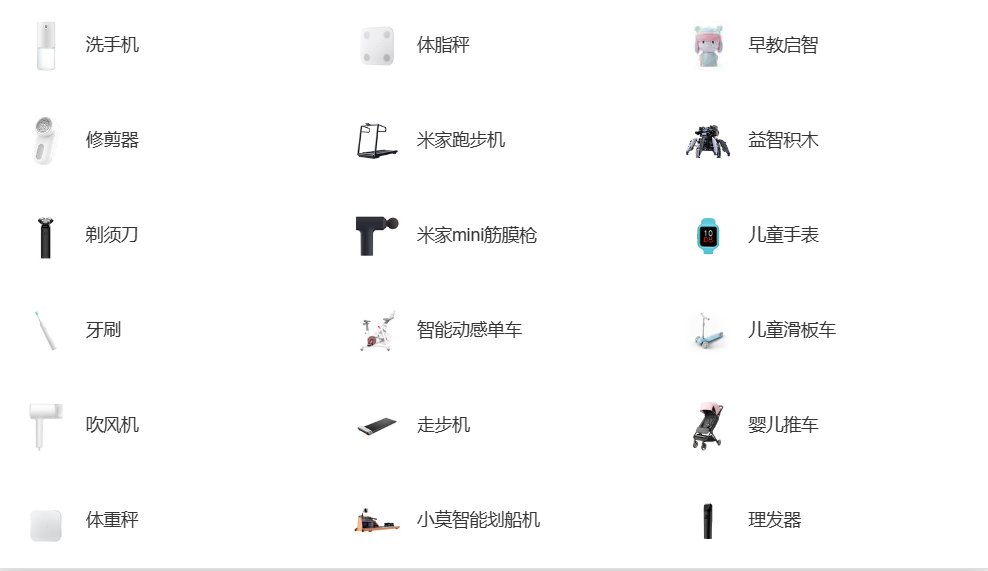 洗手机
体脂秤
早教启智
修剪器
米家跑步机
益智积木
剃须刀
米家mini筋膜枪
儿童手表
牙刷
智能动感单车
儿童滑板车
吹风机
走步机
婴儿推车
体重秤
小莫智能划船机
理发器